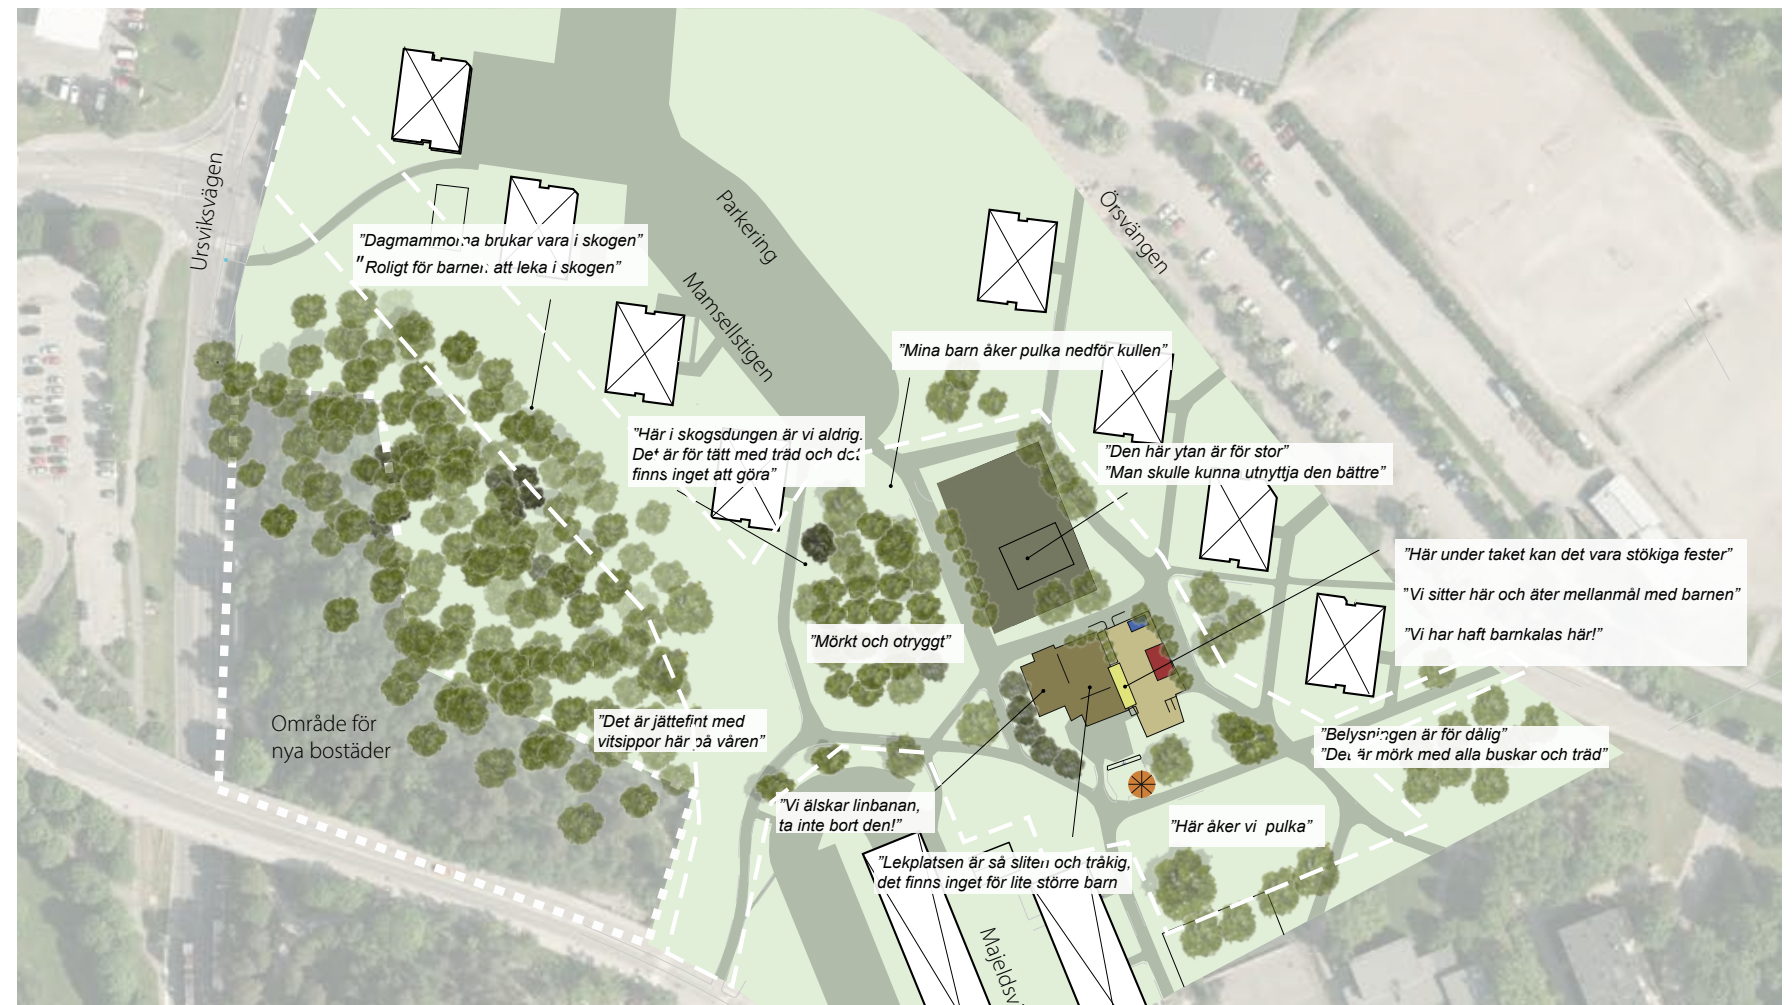 Ursviksvägen
Parkering
Mamsellstigen
Örsvängen
"Dagmammorna brukar vara i skogen"
"Roligt för barnen att leka i skogen"
"Mina barn åker pulka nedför kullen"
"Här i skogsdungen är vi aldrig.
Det är för tätt med träd och det
finns inget att göra"
"Den här ytan är för stor"
"Man skulle kunna utnyttja den bättre"
"Här under taket kan det vara stökiga fester"
"Vi sitter här och äter mellanmål med barnen"
"Vi har haft barnkalas här!"
"Mörkt och otryggt"
Område för
nya bostäder
"Det är jättefint med
vitsippor här på våren"
"Belysningen är för dålig"
"Det är mörk med alla buskar och träd"
"Vi älskar linbanan,
ta inte bort den!"
"Här åker vi pulka"
"Lekplatsen är så sliten och tråkig,
det finns inget för lite större barn